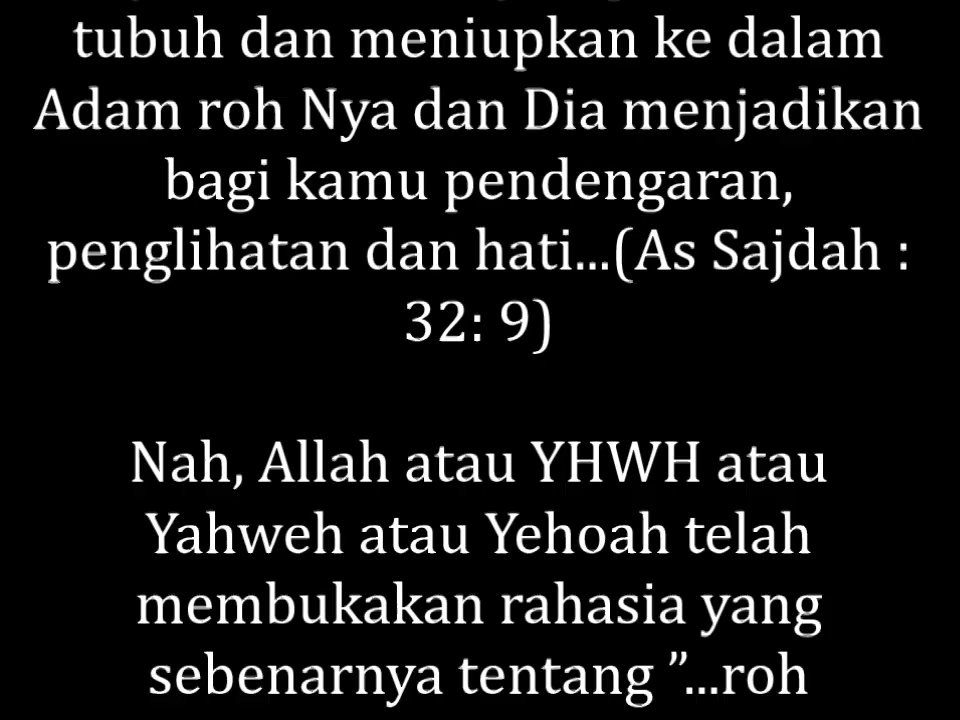 tubuh dan meniupkan ke dalam
Adam roh Nya dan Dia menjadikan
bagi kamu pendengaran,
penglihatan dan hati...(As Sajdah :
32: 9)
Nah, Allah atau YHWH atau
Yahweh atau Yehoah telah
membukakan rahasia yang
sebenarnya tentang ”...roh